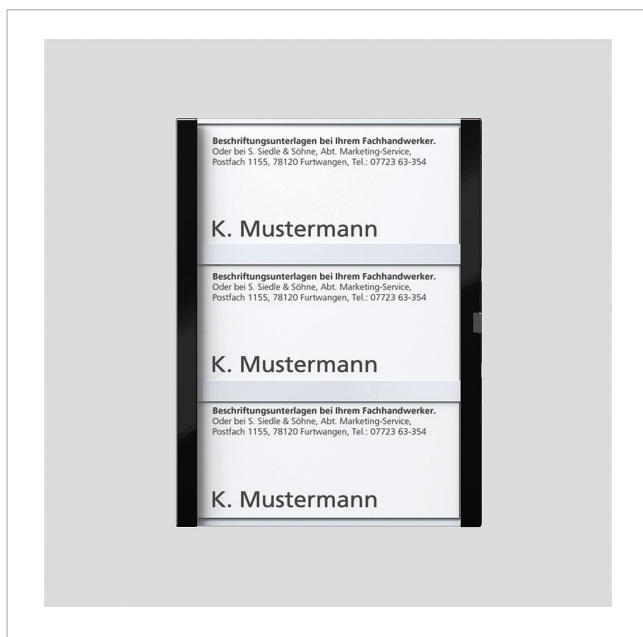 Beschriftungsunterlagen bei Ihrem Fachhandwerker.
Oder bei S. Siedle & Söhne, Abt. Marketing-Service,
Postfach 1155, 78120 Furtwangen, Tel.: 07723 63-354
K. Mustermann
Beschriftungsunterlagen bei Ihrem Fachhandwerker.
Oder bei S. Siedle & Söhne, Abt. Marketing-Service,
Postfach 1155, 78120 Furtwangen, Tel.: 07723 63-354
K. Mustermann
Beschriftungsunterlagen bei Ihrem Fachhandwerker.
Oder bei S. Siedle & Söhne, Abt. Marketing-Service,
Postfach 1155, 78120 Furtwangen, Tel.: 07723 63-354
K. Mustermann